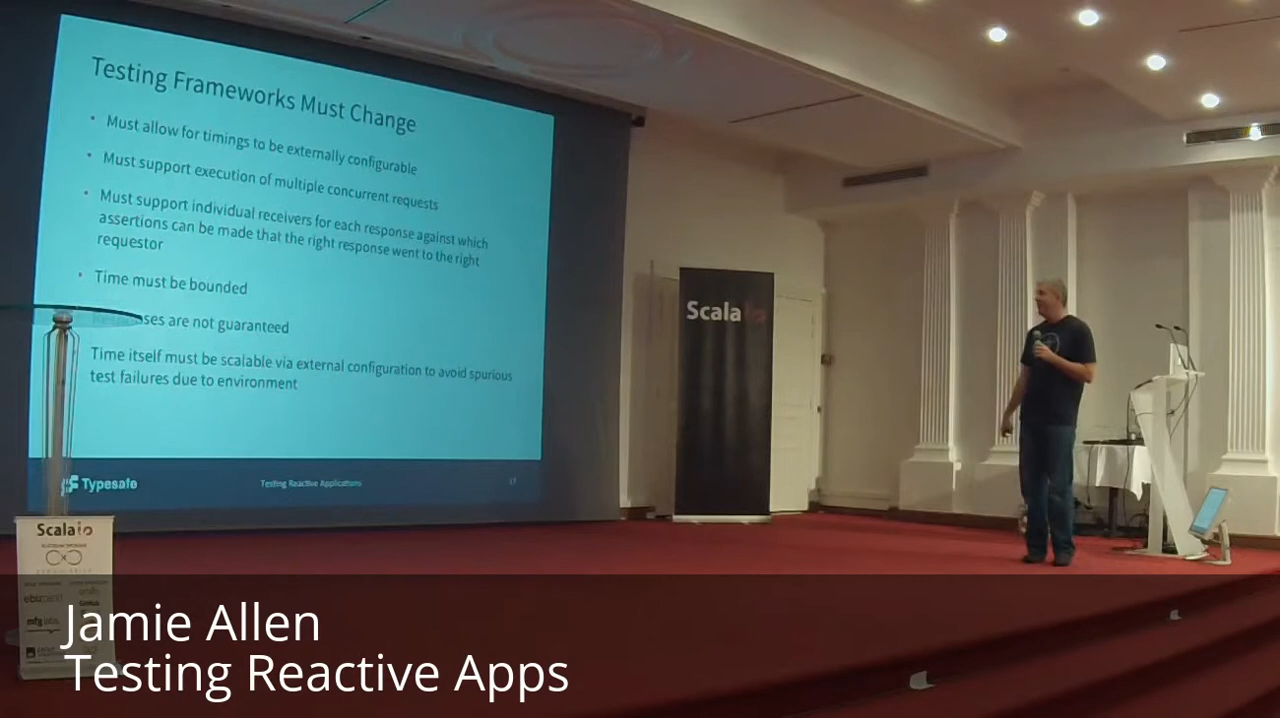 Testing Frameworks Must Change
Must allow for timings to be externally configurable
Must support execution of multiple concurrent requests
Must support individual receivers for each response against which
assertions can be made that the right response went to the right
requestor
Time must be bounded
are not guaranteed
Time itself must be scalable via external configuration to avoid spurious
test failures due to environment
Typesafe
Testing Reactive Applications
17
Scala io
Scala io
Jamie Allen
Testing Reactive Apps